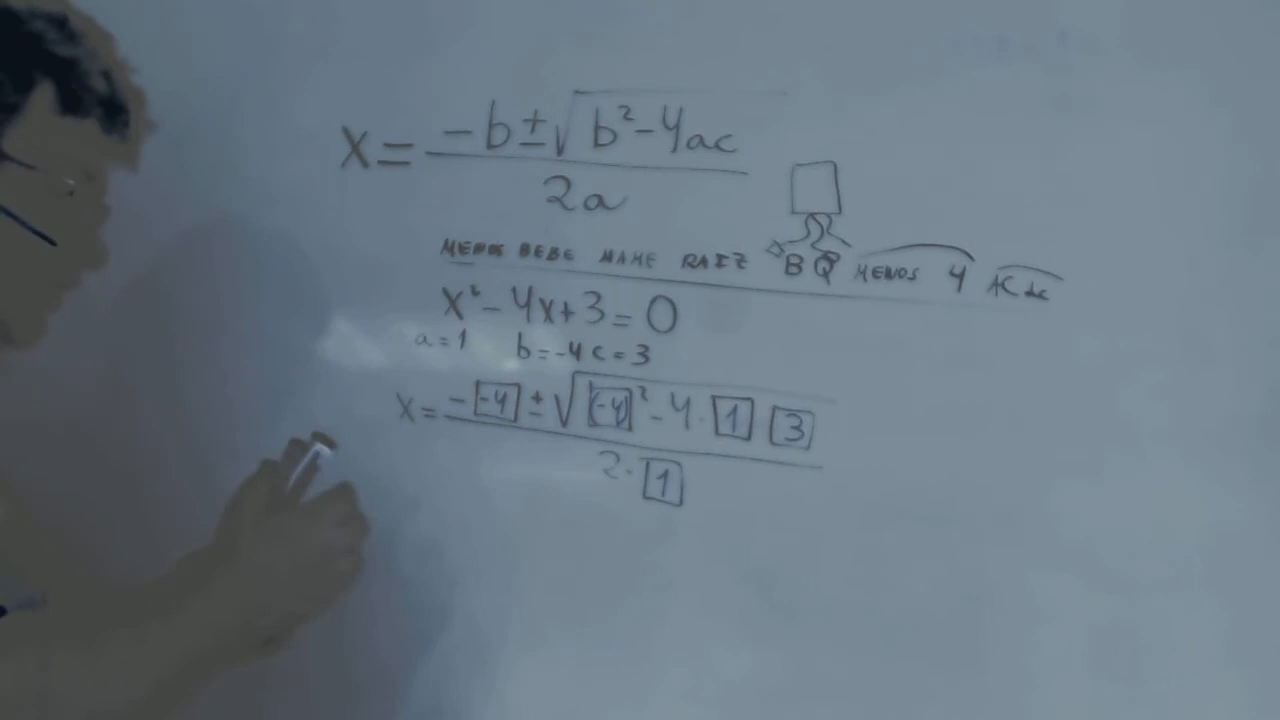 x = (-b ± √(b² - 4ac)) / 2a
MENOS BEBE MAME RAIZ BQ MENOS 4 AC dc
x² - 4x + 3 = 0
a = 1 b = -4 c = 3
x = (-[-4] ± √([(-4)]² - 4 · [1] [3])) / 2 · [1]